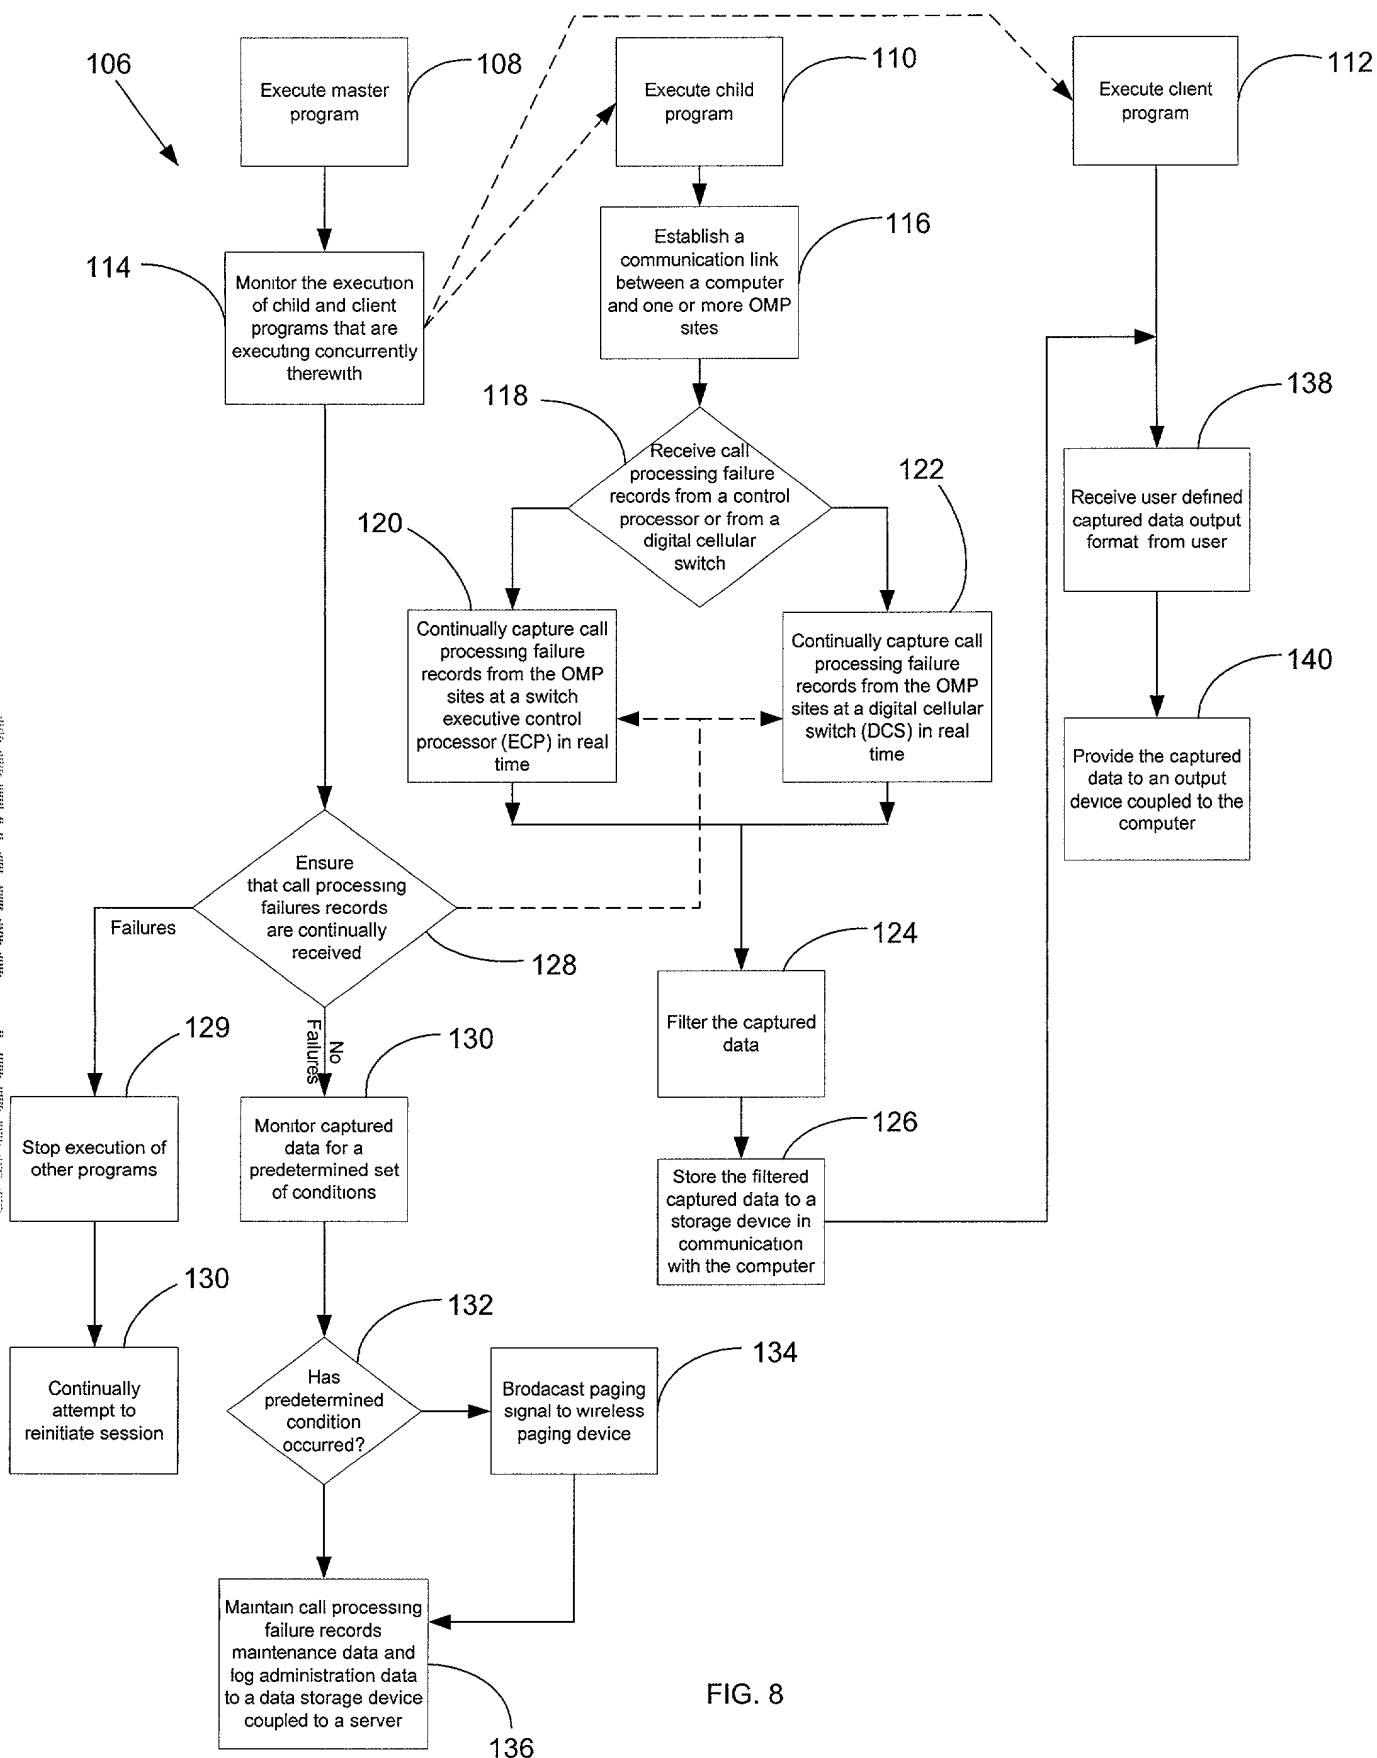 106
Execute master
program
108
Execute child
program
110
Execute client
program
112
114
Monitor the execution
of child and client
programs that are
executing concurrently
therewith
Establish a
communication link
between a computer
and one or more OMP
sites
116
118
Receive call
processing failure
records from a control
processor or from a
digital cellular
switch
120
122
Continually capture call
processing failure
records from the OMP
sites at a switch
executive control
processor (ECP) in real
time
Continually capture call
processing failure
records from the OMP
sites at a digital cellular
switch (DCS) in real
time
138
Receive user defined
captured data output
format from user
140
Provide the captured
data to an output
device coupled to the
computer
Ensure
that call processing
failures records
are continually
received
128
Failures
No
Failures
124
Filter the captured
data
126
Store the filtered
captured data to a
storage device in
communication
with the computer
129
Stop execution of
other programs
130
Monitor captured
data for a
predetermined set
of conditions
130
Continually
attempt to
reinitiate session
132
Has
predetermined
condition
occurred?
134
Brodacast paging
signal to wireless
paging device
Maintain call processing
failure records
maintenance data and
log administration data
to a data storage device
coupled to a server
136
FIG. 8